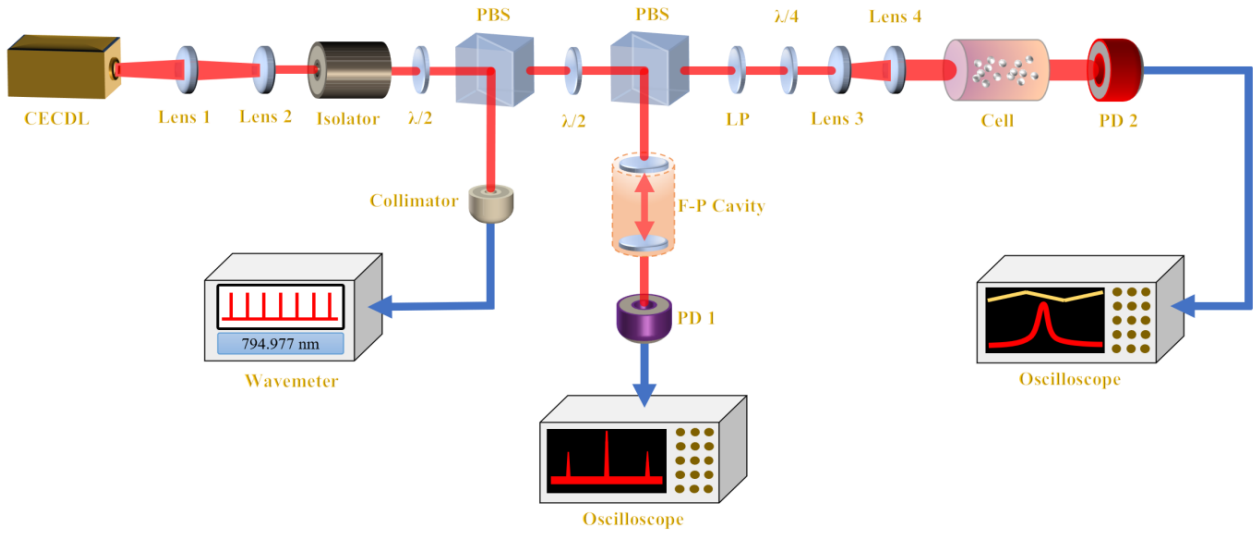 PBS
PBS
λ/4
Lens 4
CECDL
Lens 1
Lens 2
Isolator
λ/2
λ/2
LP
Lens 3
Cell
PD 2
Collimator
F-P Cavity
PD 1
794.977 nm
Wavemeter
Oscilloscope
Oscilloscope